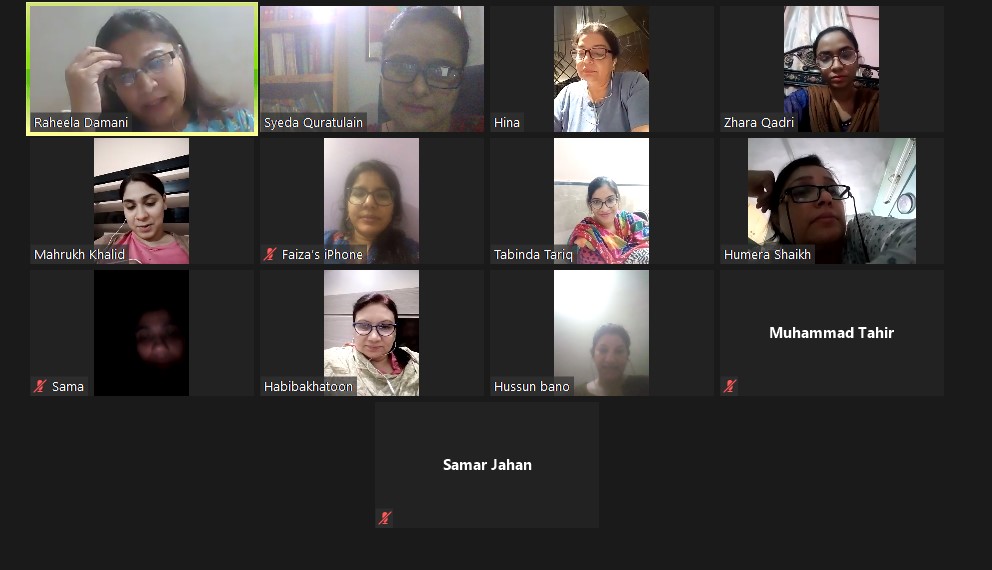 Raheela Damani
Syeda Quratulain
Hina
Zhara Qadri
Mahrukh Khalid
Faiza's iPhone
Tabinda Tariq
Humera Shaikh
Sama
Habibakhatoon
Hussun bano
Muhammad Tahir
Samar Jahan